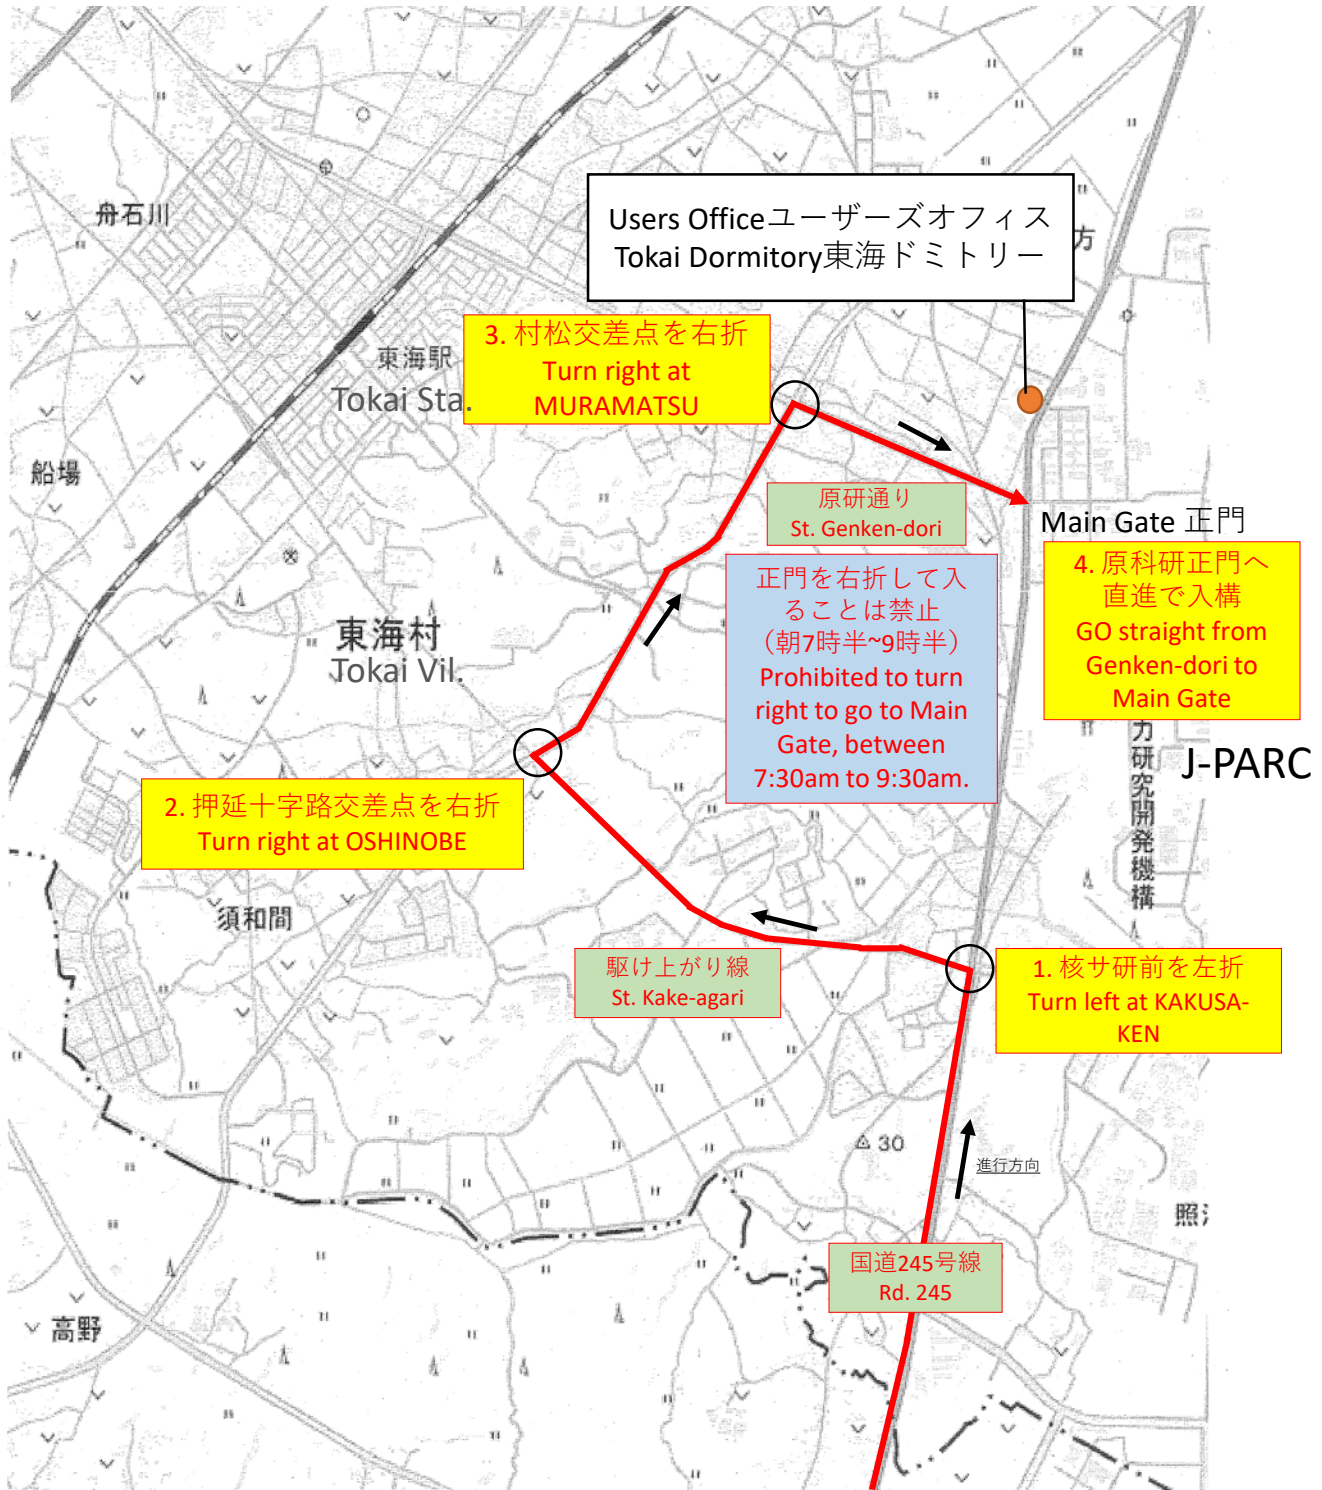 舟石川
Users Officeユーザーズオフィス
Tokai Dormitory東海ドミトリー
方
3. 村松交差点を右折
Turn right at
MURAMATSU
東海駅
Tokai Sta.
船場
原研通り
St. Genken-dori
Main Gate 正門
4. 原科研正門へ
直進で入構
GO straight from
Genken-dori to
Main Gate
正門を右折して入
ることは禁止
（朝7時半~9時半）
Prohibited to turn
right to go to Main
Gate, between
7:30am to 9:30am.
東海村
Tokai Vil.
力研究開発機構
J-PARC
2. 押延十字路交差点を右折
Turn right at OSHINOBE
須和間
駆け上がり線
St. Kake-agari
1. 核サ研前を左折
Turn left at KAKUSA-
KEN
30
進行方向
照
国道245号線
Rd. 245
高野